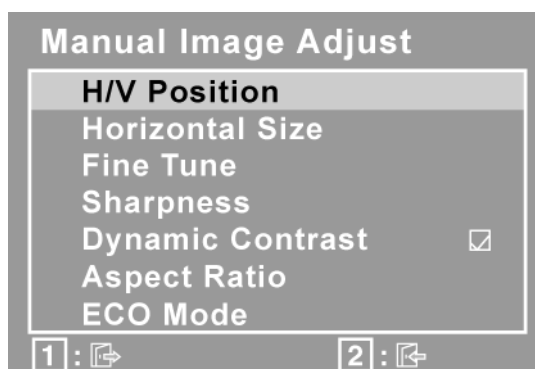 Manual Image Adjust
H/V Position
Horizontal Size
Fine Tune
Sharpness
Dynamic Contrast
Aspect Ratio
ECO Mode
1 : 2 :